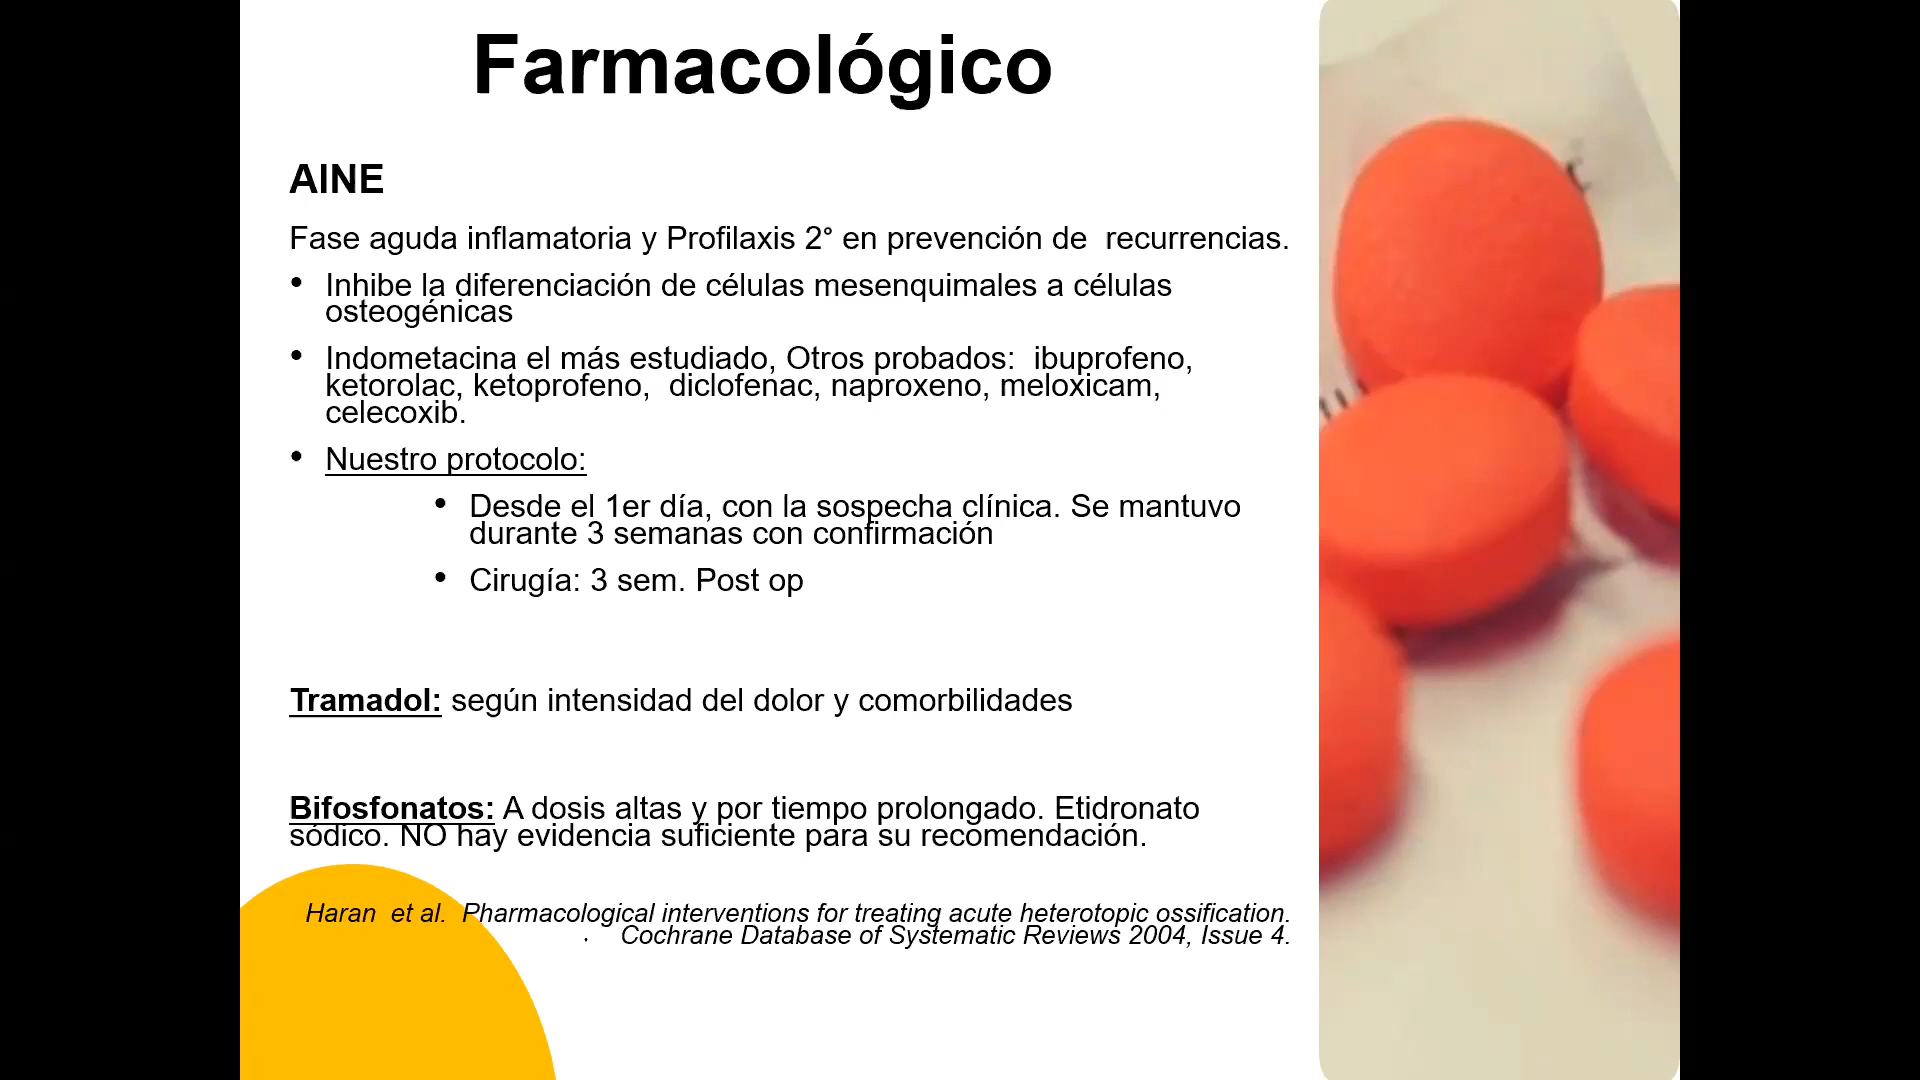 Farmacológico
AINE
Fase aguda inflamatoria y Profilaxis 2° en prevención de  recurrencias.
• Inhibe la diferenciación de células mesenquimales a células
osteogénicas
• Indometacina el más estudiado, Otros probados:  ibuprofeno,
ketorolac, ketoprofeno,  diclofenac, naproxeno, meloxicam,
celecoxib.
• Nuestro protocolo:
• Desde el 1er día, con la sospecha clínica. Se mantuvo
durante 3 semanas con confirmación
• Cirugía: 3 sem. Post op
Tramadol: según intensidad del dolor y comorbilidades
Bifosfonatos: A dosis altas y por tiempo prolongado. Etidronato
sódico. NO hay evidencia suficiente para su recomendación.
Haran  et al.  Pharmacological interventions for treating acute heterotopic ossification.
. Cochrane Database of Systematic Reviews 2004, Issue 4.